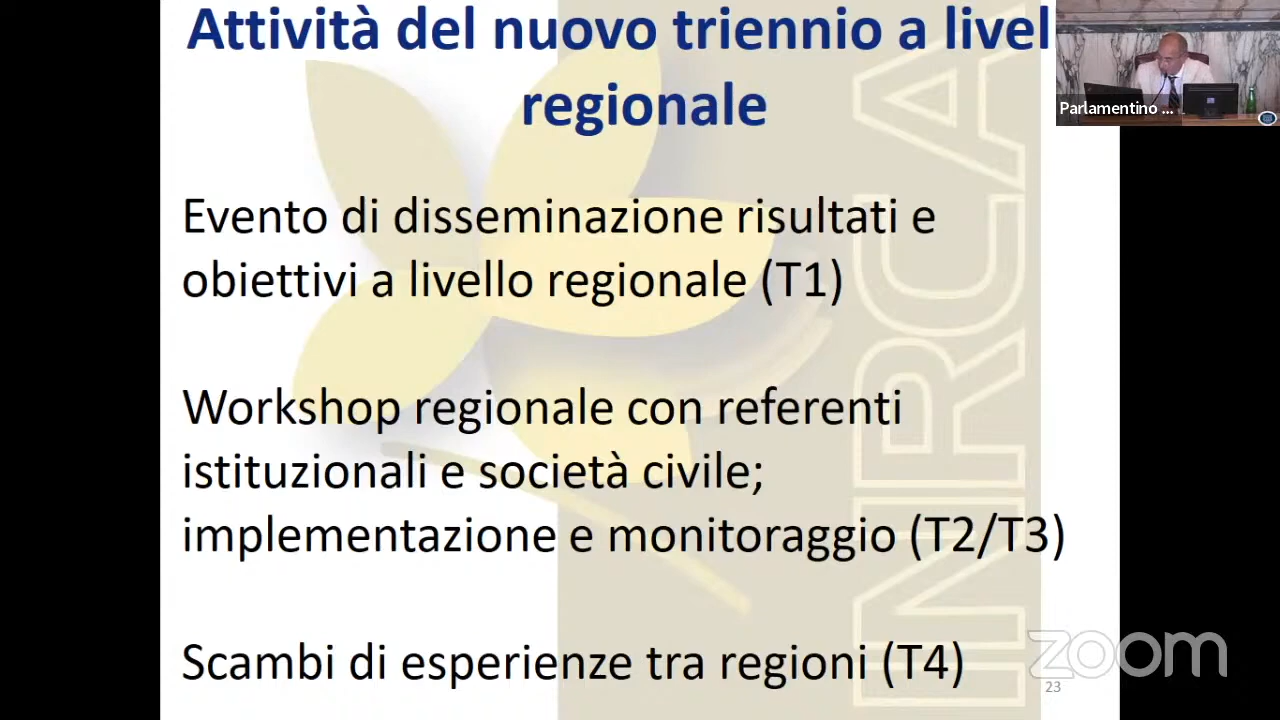 Attività del nuovo triennio a livel
regionale
Parlamentino ...
Evento di disseminazione risultati e
obiettivi a livello regionale (T1)
Workshop regionale con referenti
istituzionali e società civile;
implementazione e monitoraggio (T2/T3)
Scambi di esperienze tra regioni (T4)
INRCA
zoom
23